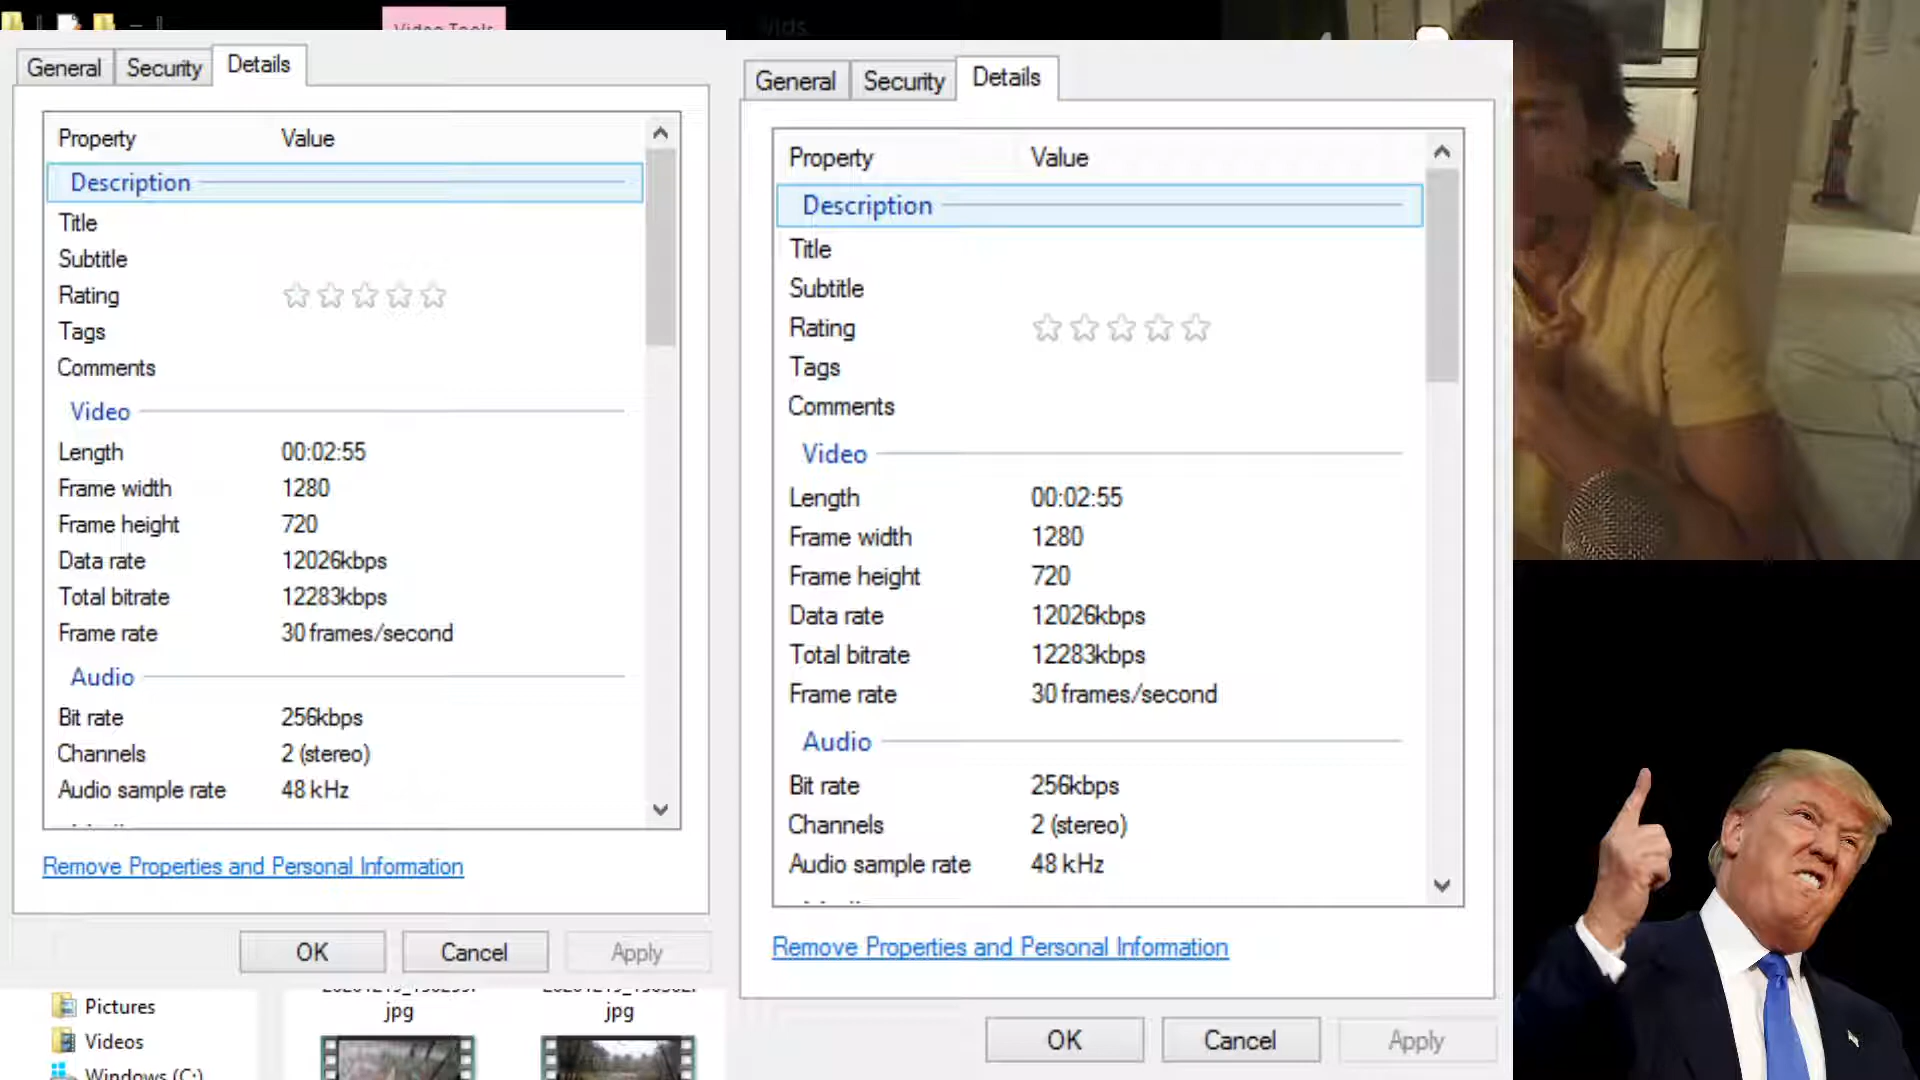 Video Tools
General Security Details
Property Value
Description
Title
Subtitle
Rating
Tags
Comments
Video
Length 00:02:55
Frame width 1280
Frame height 720
Data rate 12026kbps
Total bitrate 12283kbps
Frame rate 30 frames/second
Audio
Bit rate 256kbps
Channels 2 (stereo)
Audio sample rate 48 kHz
Remove Properties and Personal Information
OK Cancel Apply
Pictures
Videos
Windows (C:)
jpg
jpg
General Security Details
Property Value
Description
Title
Subtitle
Rating
Tags
Comments
Video
Length 00:02:55
Frame width 1280
Frame height 720
Data rate 12026kbps
Total bitrate 12283kbps
Frame rate 30 frames/second
Audio
Bit rate 256kbps
Channels 2 (stereo)
Audio sample rate 48 kHz
Remove Properties and Personal Information
OK Cancel Apply